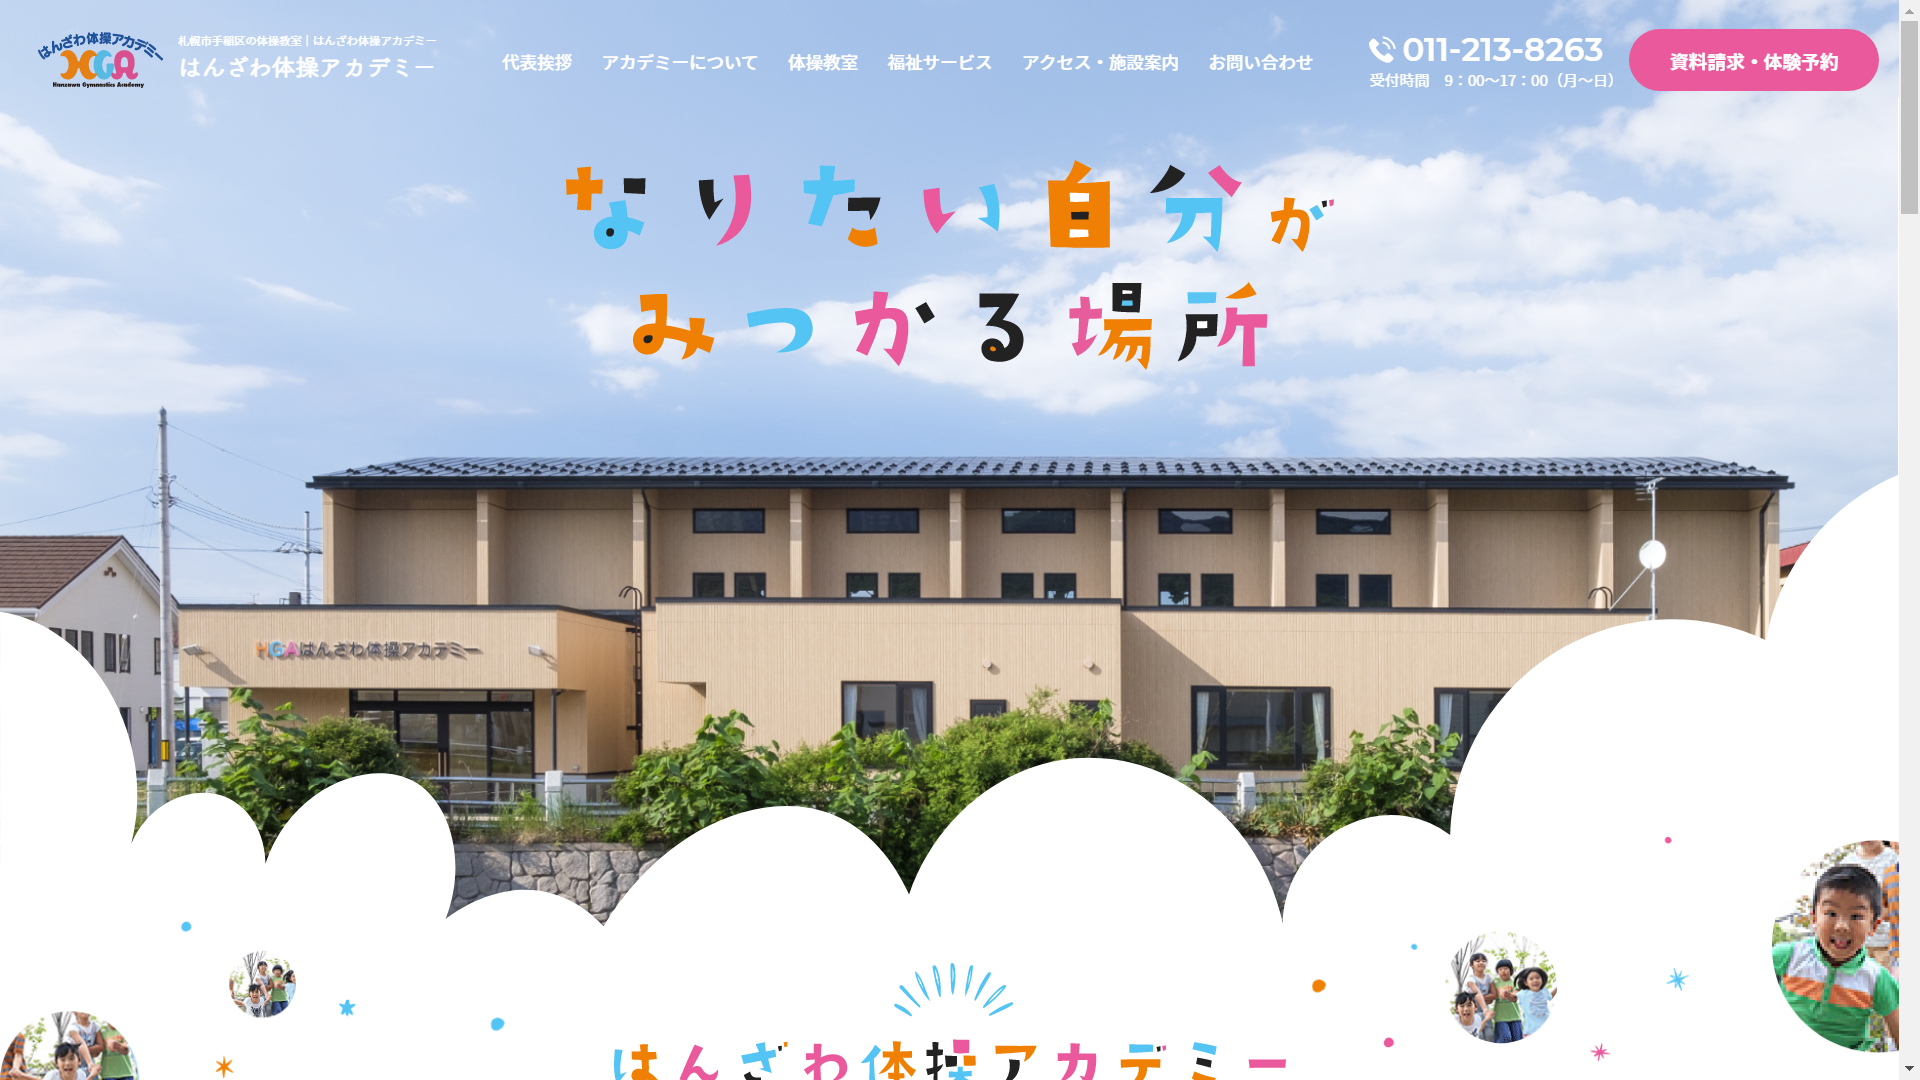 はんざわ体操アカデミー
HGA
Hanzawa Gymnastics Academy
札幌市手稲区の体操教室｜はんざわ体操アカデミー
はんざわ体操アカデミー
代表挨拶 アカデミーについて 体操教室 福祉サービス アクセス・施設案内 お問い合わせ
011-213-8263
受付時間　9：00～17：00（月～日）
資料請求・体験予約
なりたい自分が
みつかる場所
HGAはんざわ体操アカデミー
はんざわ体操アカデミー